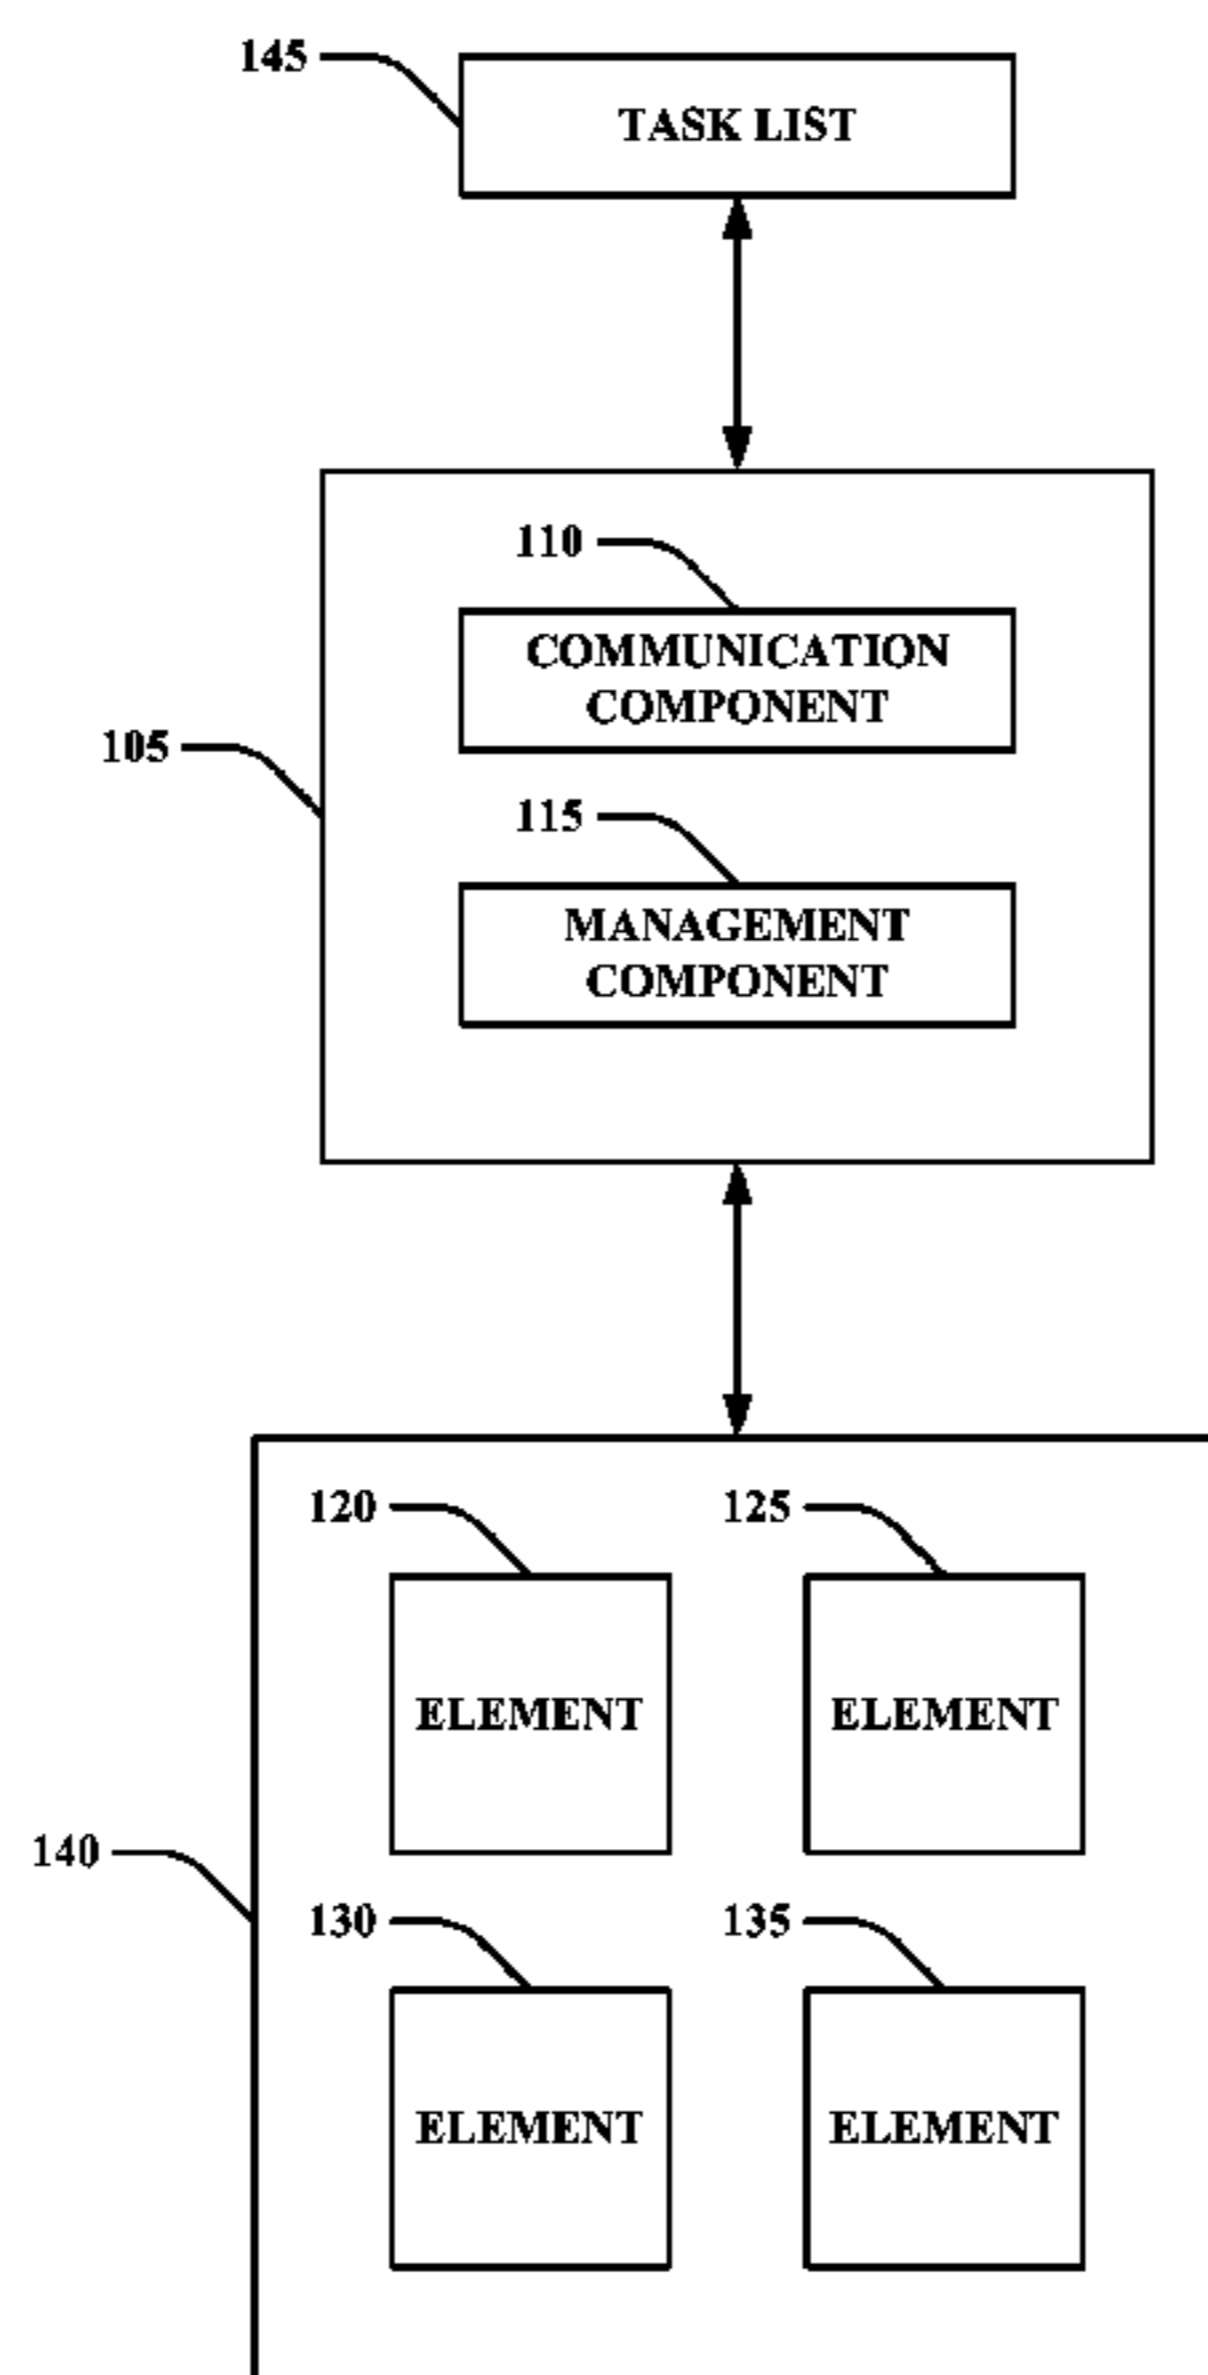 145
TASK LIST
110
COMMUNICATION
COMPONENT
105
115
MANAGEMENT
COMPONENT
120
125
ELEMENT
ELEMENT
140
130
135
ELEMENT
ELEMENT